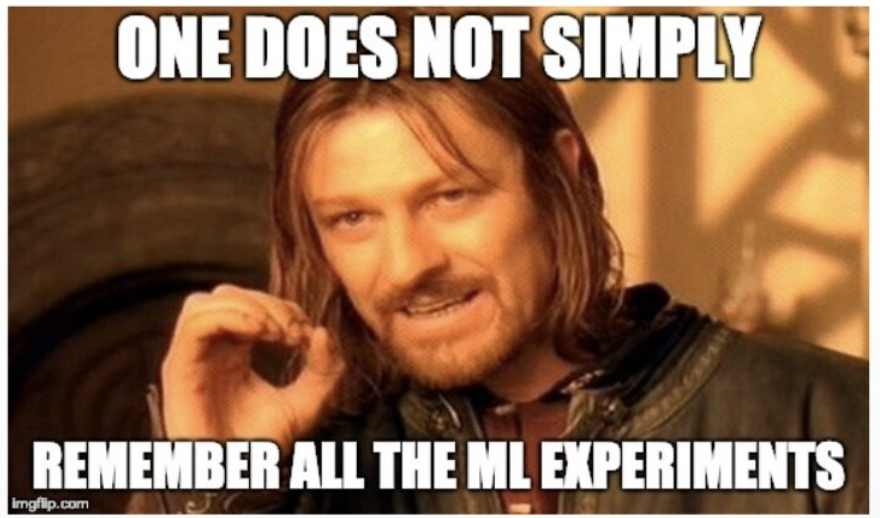 ONE DOES NOT SIMPLY
REMEMBER ALL THE ML EXPERIMENTS
imgflip.com